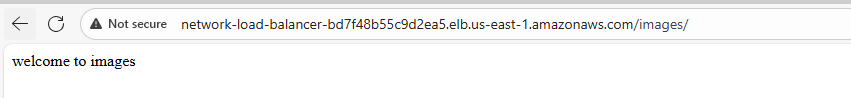 Not secure network-load-balancer-bd7f48b55c9d2ea5.elb.us-east-1.amazonaws.com/images/
welcome to images